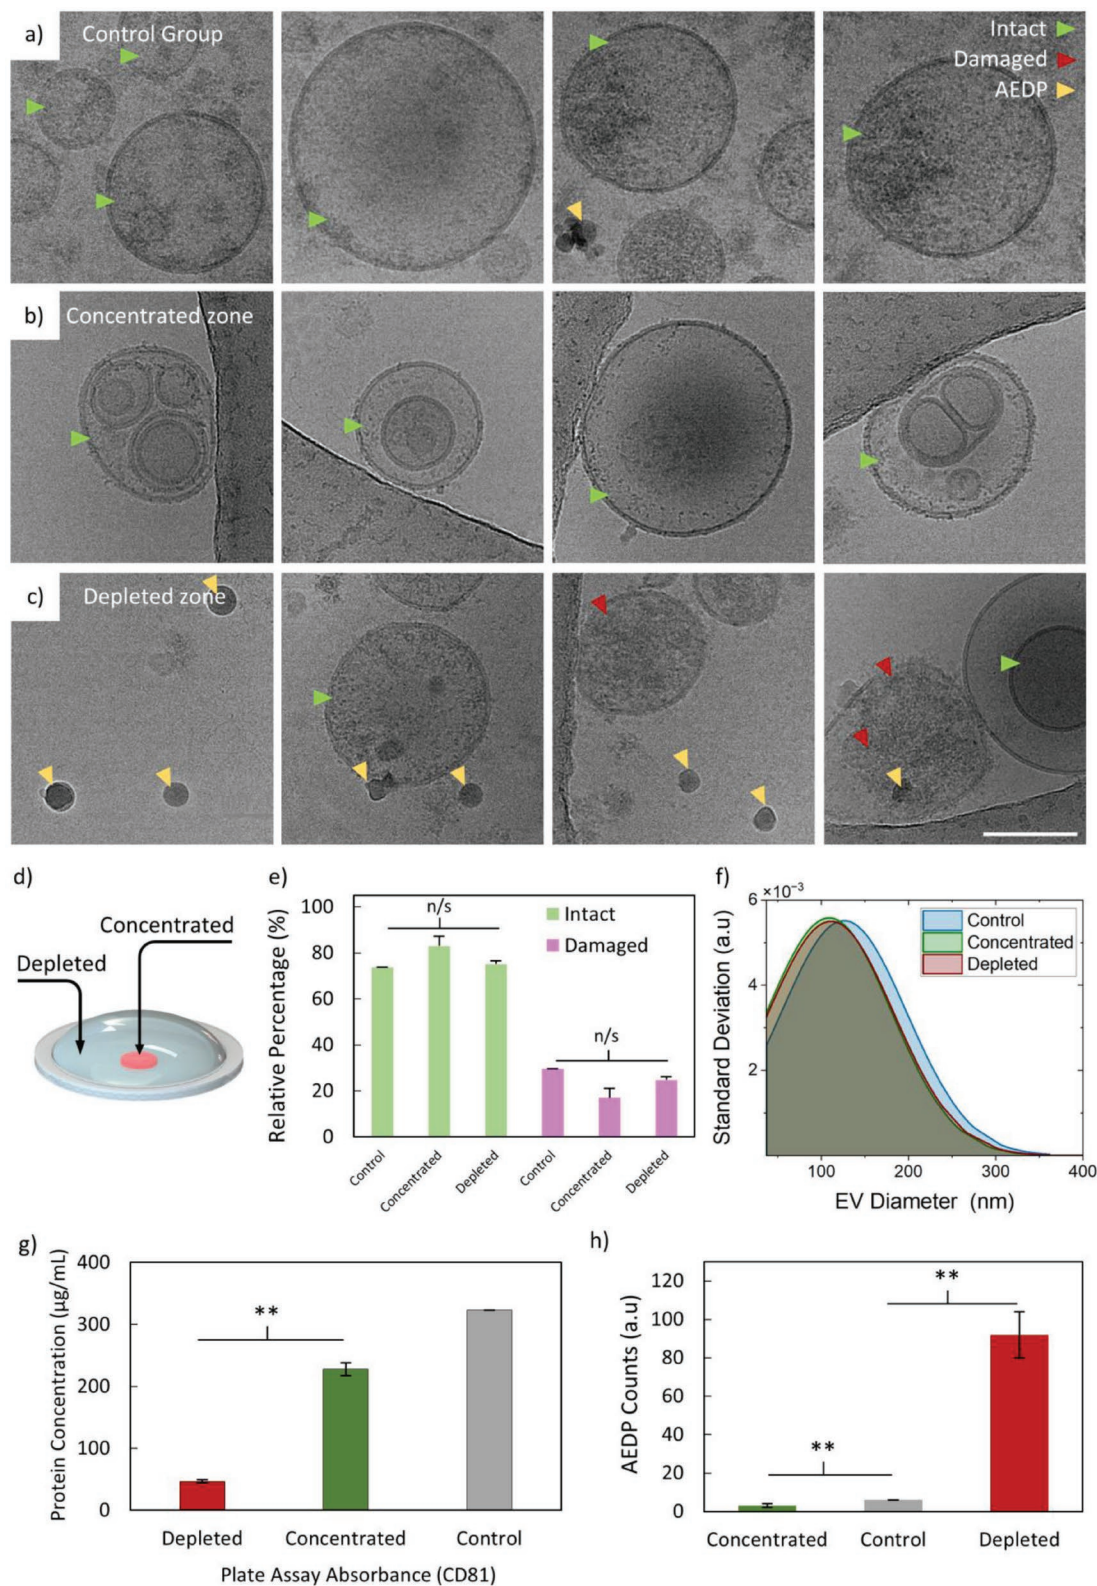 a) Control Group
Intact
Damaged
AEDP
b) Concentrated zone
c) Depleted zone
d)
Concentrated
Depleted
e)
Relative Percentage (%)
100
80
60
40
20
0
n/s
n/s
Intact
Damaged
Control
Concentrated
Depleted
Control
Concentrated
Depleted
f)
Standard Deviation (a.u)
6
×10⁻³
4
2
Control
Concentrated
Depleted
100
200
300
400
EV Diameter (nm)
g)
Protein Concentration (µg/mL)
400
300
200
100
0
**
Depleted
Concentrated
Control
Plate Assay Absorbance (CD81)
h)
AEDP Counts (a.u)
120
100
80
60
40
20
0
**
**
Concentrated
Control
Depleted